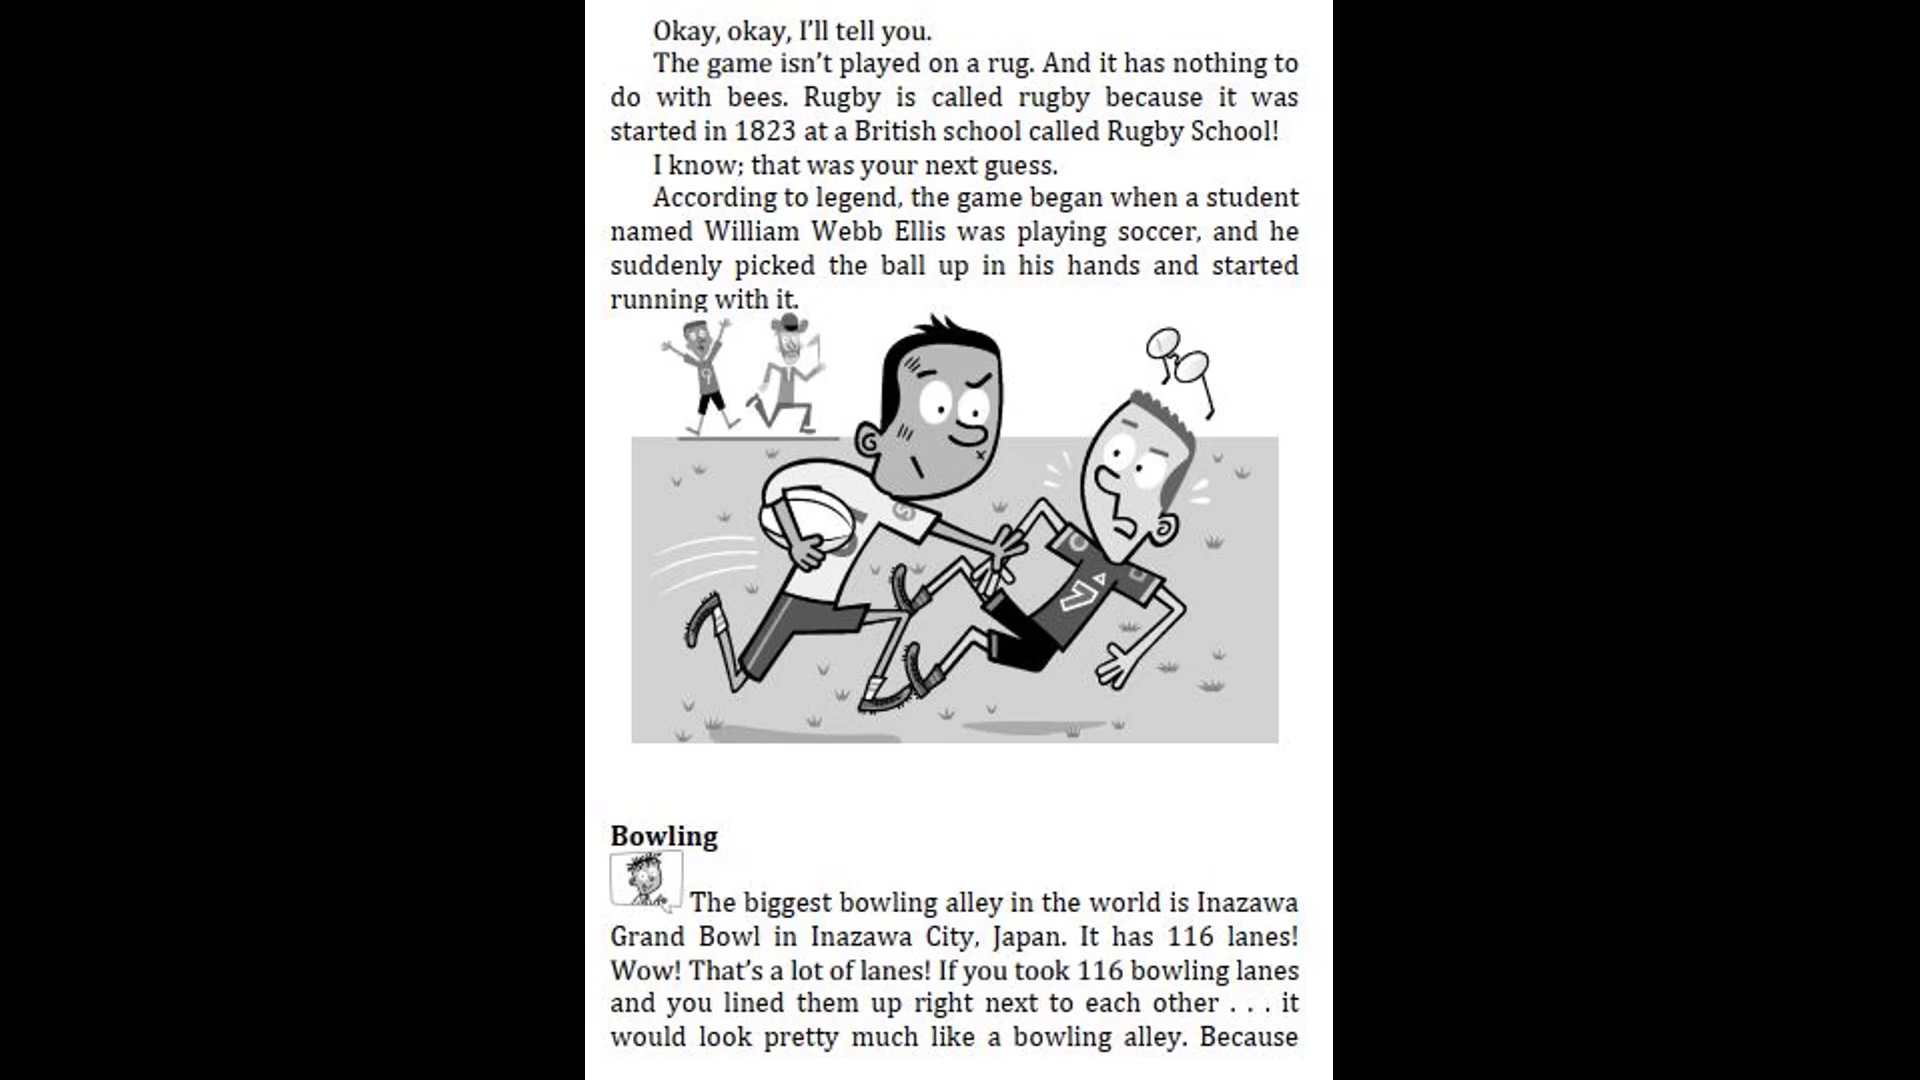 Okay, okay, I’ll tell you.
The game isn’t played on a rug. And it has nothing to
do with bees. Rugby is called rugby because it was
started in 1823 at a British school called Rugby School!
I know; that was your next guess.
According to legend, the game began when a student
named William Webb Ellis was playing soccer, and he
suddenly picked the ball up in his hands and started
running with it.
9
Bowling
The biggest bowling alley in the world is Inazawa
Grand Bowl in Inazawa City, Japan. It has 116 lanes!
Wow! That’s a lot of lanes! If you took 116 bowling lanes
and you lined them up right next to each other . . . it
would look pretty much like a bowling alley. Because